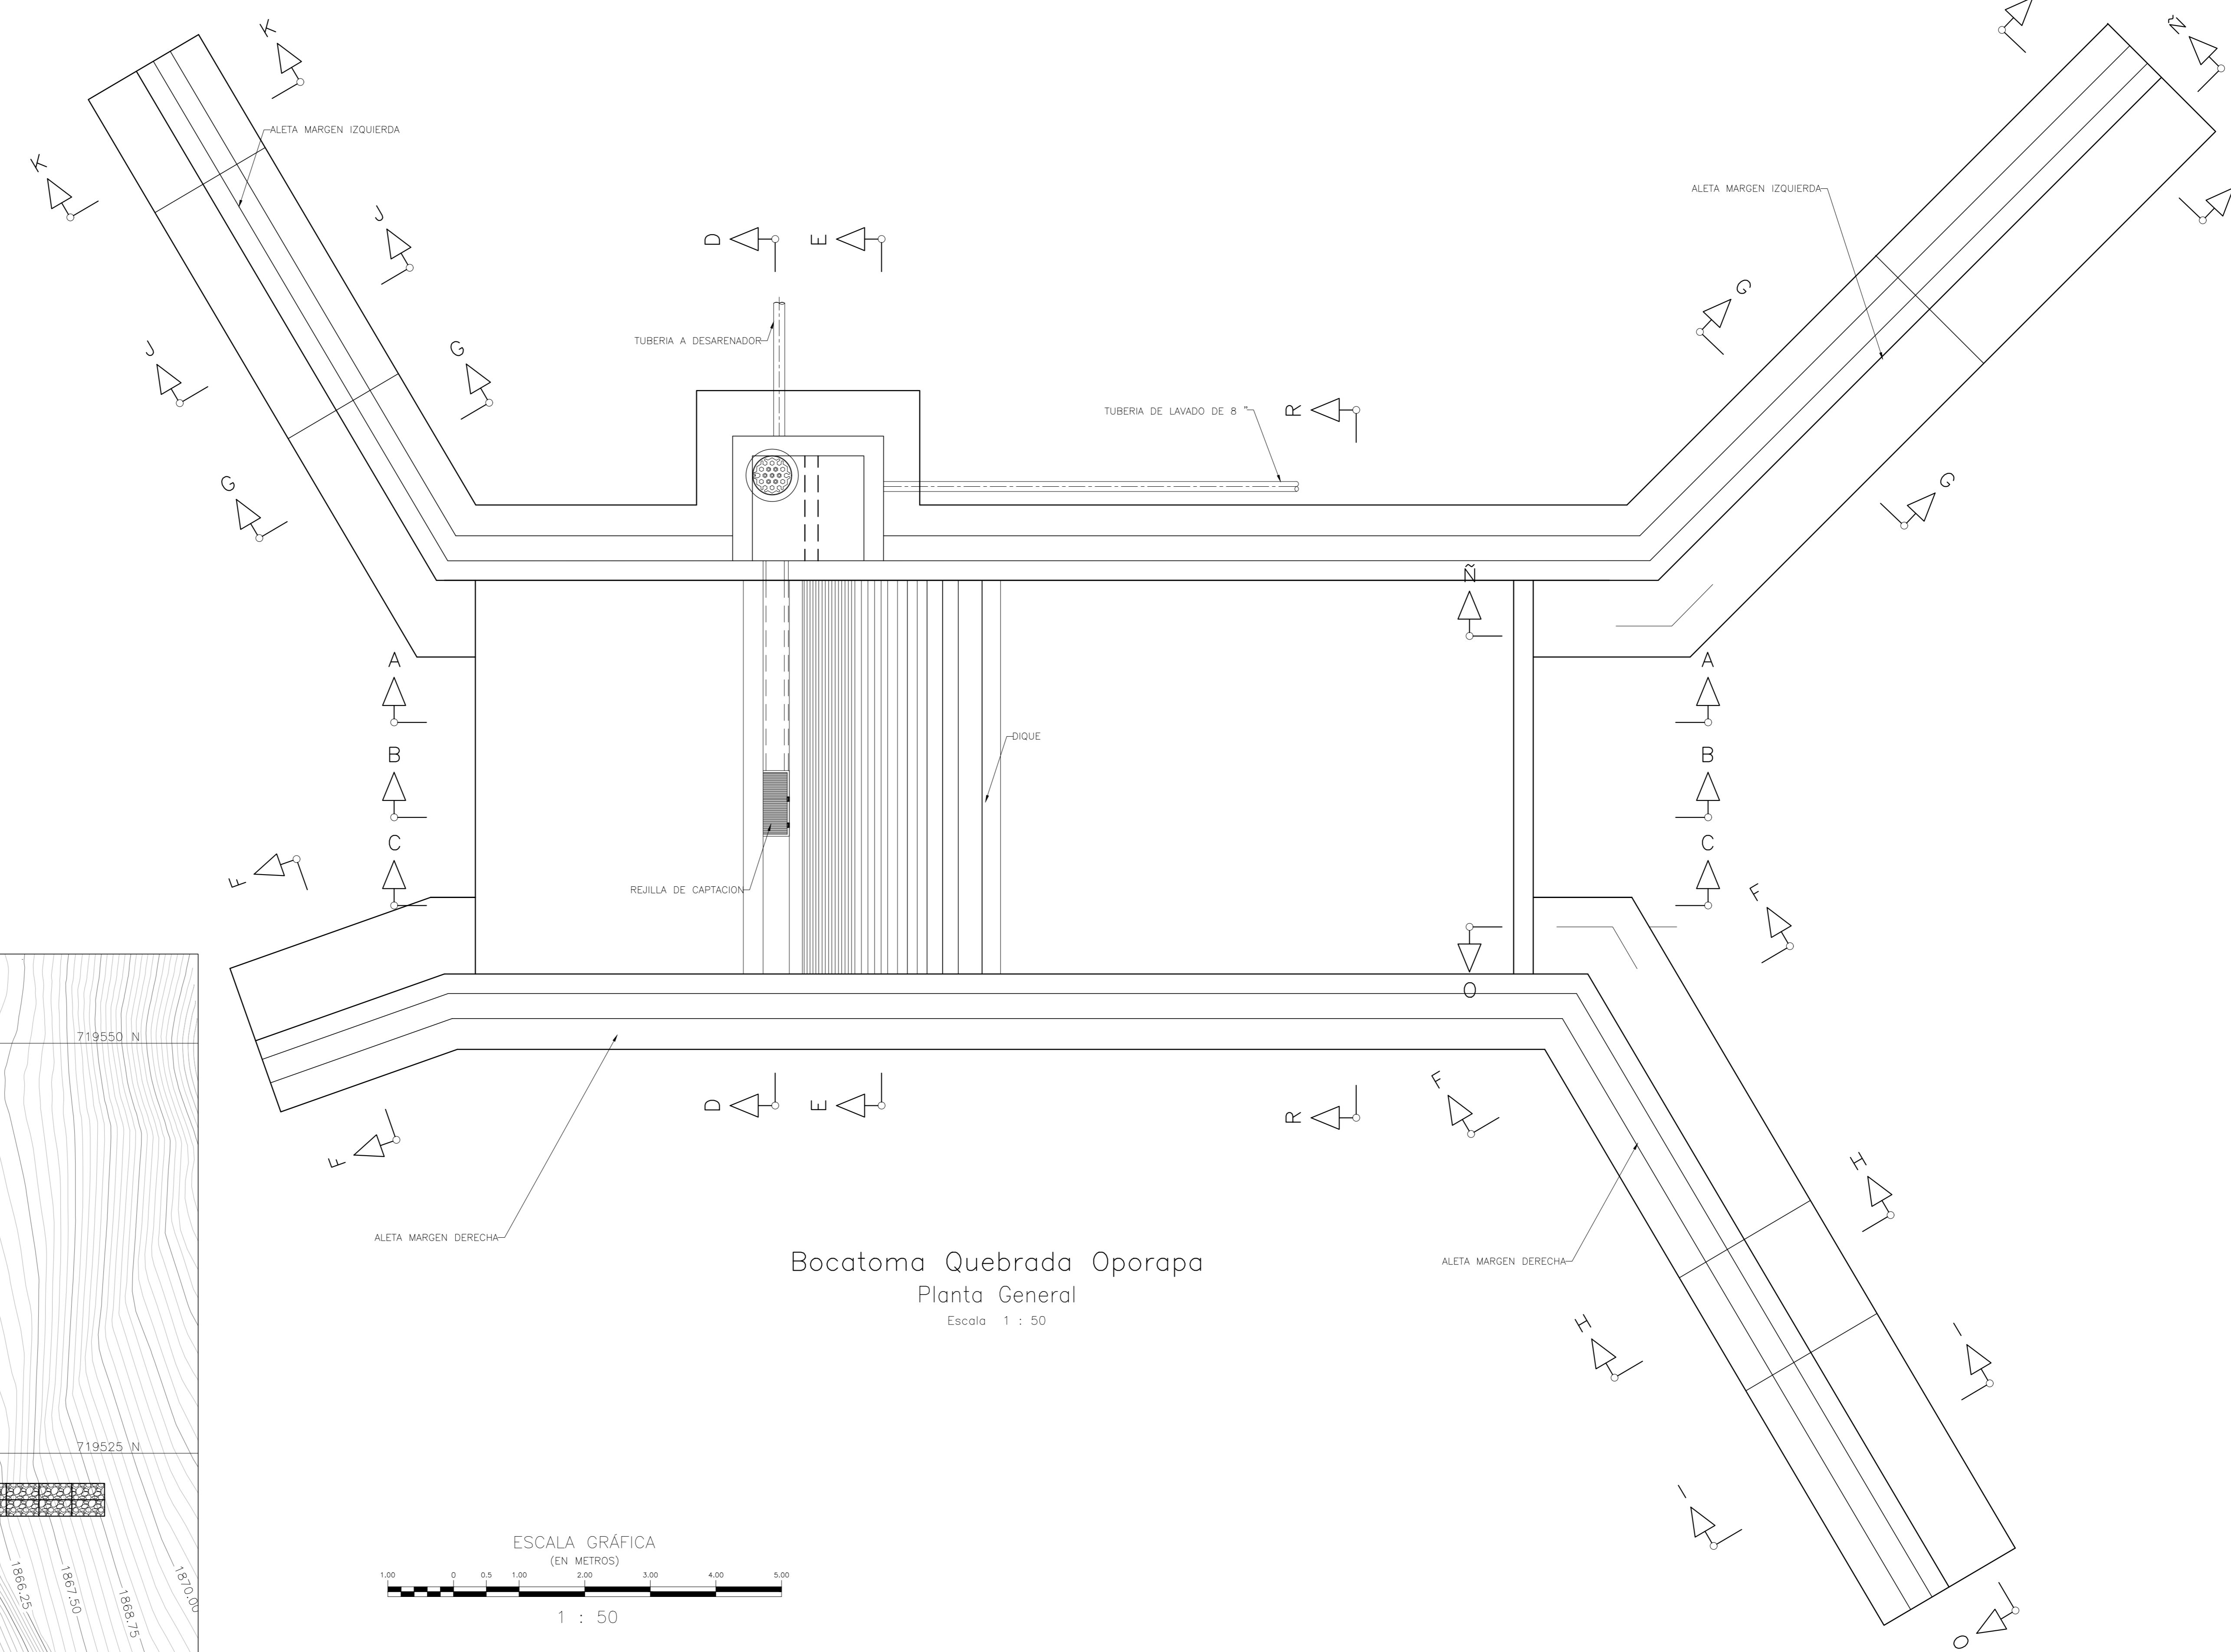 K
Ñ
ALETA MARGEN IZQUIERDA
K
ALETA MARGEN IZQUIERDA
J
D
E
G
TUBERIA A DESARENADOR
J
G
TUBERIA DE LAVADO DE 8 "
R
G
G
Ñ
A
A
DIQUE
B
B
C
C
F
REJILLA DE CAPTACION
F
O
719550 N
D
E
R
F
F
H
ALETA MARGEN DERECHA
Bocatoma Quebrada Oporapa
ALETA MARGEN DERECHA
Planta General
Escala 1 : 50
H
I
719525 N
I
ESCALA GRÁFICA
(EN METROS)
1.00 0 0.5 1.00 2.00 3.00 4.00 5.00
1 : 50
1866.25
1867.50
1868.75
1870.00
O